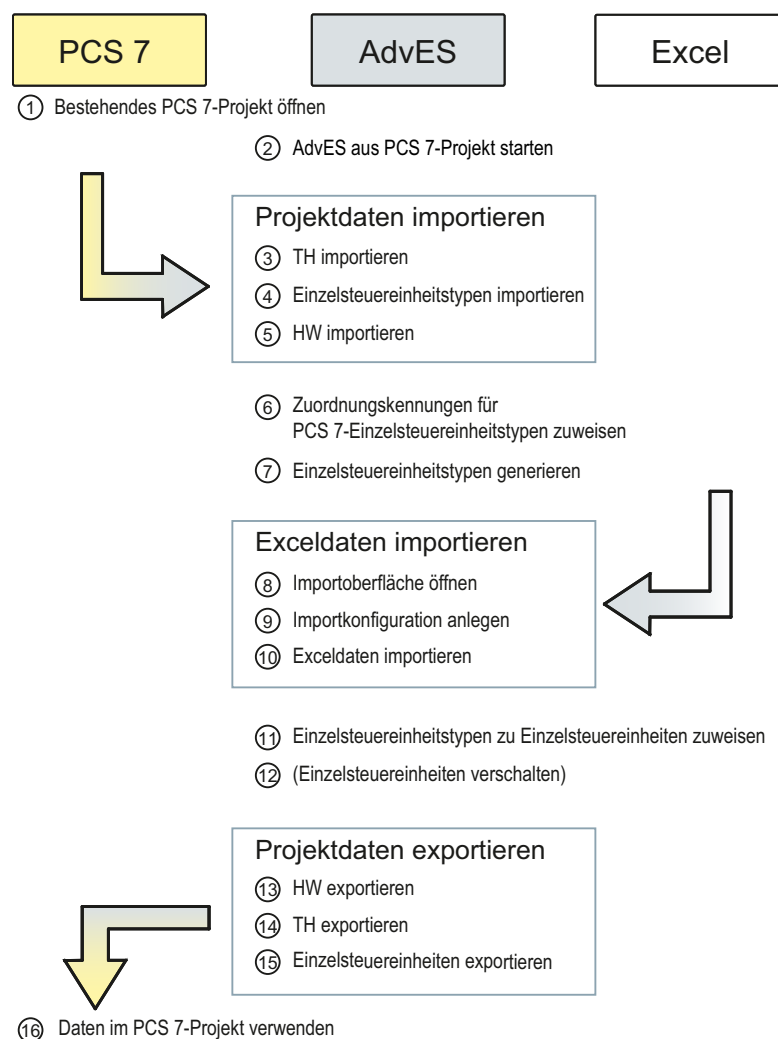 PCS 7
AdvES
Excel
① Bestehendes PCS 7-Projekt öffnen
② AdvES aus PCS 7-Projekt starten
Projektdaten importieren
③ TH importieren
④ Einzelsteuereinheitstypen importieren
⑤ HW importieren
⑥ Zuordnungskennungen für
PCS 7-Einzelsteuereinheitstypen zuweisen
⑦ Einzelsteuereinheitstypen generieren
Exceldaten importieren
⑧ Importoberfläche öffnen
⑨ Importkonfiguration anlegen
⑩ Exceldaten importieren
⑪ Einzelsteuereinheitstypen zu Einzelsteuereinheiten zuweisen
⑫ (Einzelsteuereinheiten verschalten)
Projektdaten exportieren
⑬ HW exportieren
⑭ TH exportieren
⑮ Einzelsteuereinheiten exportieren
⑯ Daten im PCS 7-Projekt verwenden